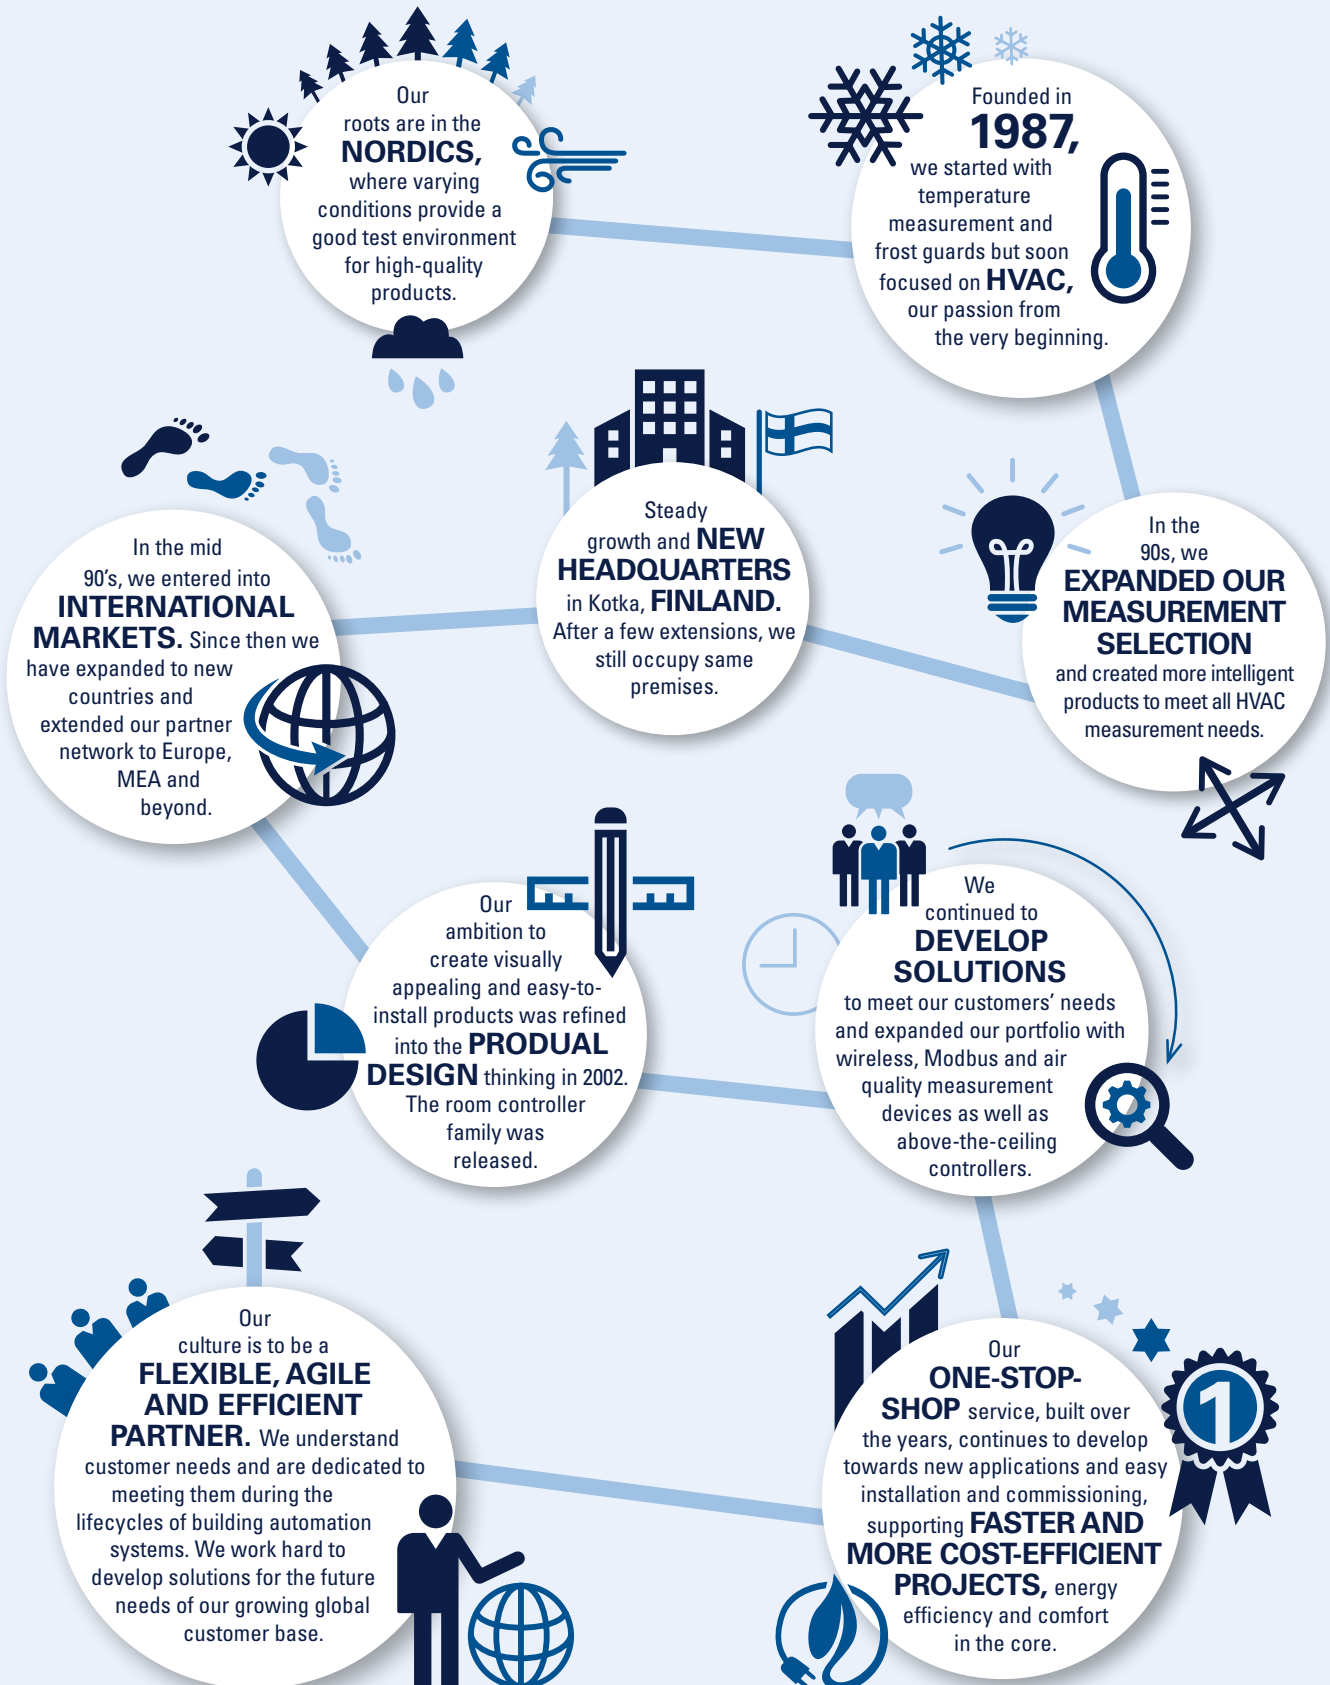 Our
roots are in the
NORDICS,
where varying
conditions provide a
good test environment
for high-quality
products.
Founded in
1987,
we started with
temperature
measurement and
frost guards but soon
focused on HVAC,
our passion from
the very beginning.
In the
90s, we
EXPANDED OUR
MEASUREMENT
SELECTION
and created more intelligent
products to meet all HVAC
measurement needs.
Steady
growth and NEW
HEADQUARTERS
in Kotka, FINLAND.
After a few extensions, we
still occupy same
premises.
In the mid
90's, we entered into
INTERNATIONAL
MARKETS. Since then we
have expanded to new
countries and
extended our partner
network to Europe,
MEA and
beyond.
Our
ambition to
create visually
appealing and easy-to-
install products was refined
into the PRODUAL
DESIGN thinking in 2002.
The room controller
family was
released.
We
continued to
DEVELOP
SOLUTIONS
to meet our customers' needs
and expanded our portfolio with
wireless, Modbus and air
quality measurement
devices as well as
above-the-ceiling
controllers.
Our
ONE-STOP-
SHOP service, built over
the years, continues to develop
towards new applications and easy
installation and commissioning,
supporting FASTER AND
MORE COST-EFFICIENT
PROJECTS, energy
efficiency and comfort
in the core.
1
Our
culture is to be a
FLEXIBLE, AGILE
AND EFFICIENT
PARTNER. We understand
customer needs and are dedicated to
meeting them during the
lifecycles of building automation
systems. We work hard to
develop solutions for the future
needs of our growing global
customer base.